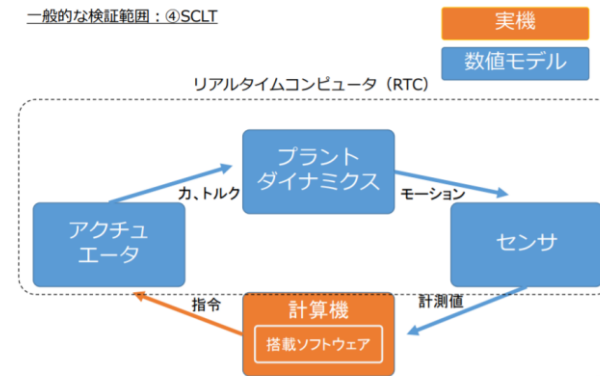 一般的な検証範囲：④SCLT
実機
数値モデル
リアルタイムコンピュータ（RTC）
プラント
ダイナミクス
力、トルク
モーション
アクチュ
エータ
センサ
指令
計算機
計測値
搭載ソフトウェア